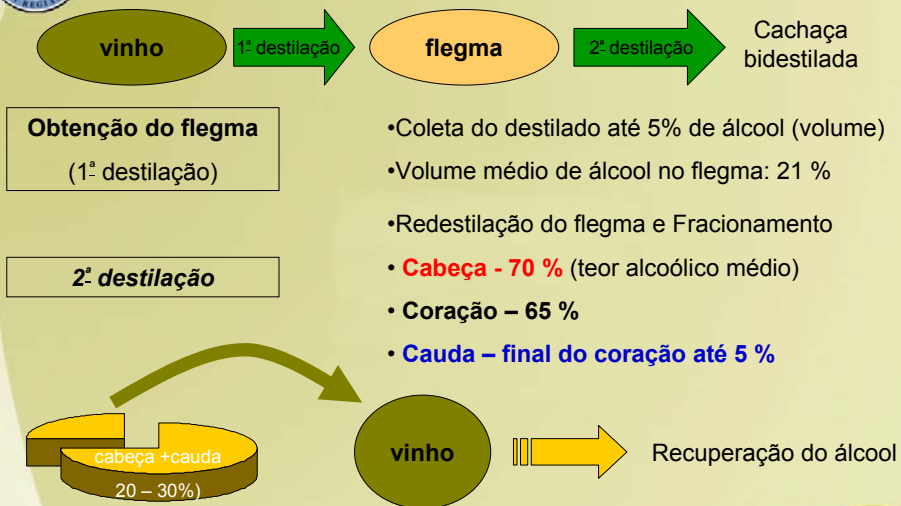 REGI
vinho
1ª destilação
flegma
2ª destilação
Cachaça
bidestilada
Obtenção do flegma
(1ª destilação)
•Coleta do destilado até 5% de álcool (volume)
•Volume médio de álcool no flegma: 21 %
•Redestilação do flegma e Fracionamento
2ª destilação
• Cabeça - 70 % (teor alcoólico médio)
• Coração – 65 %
• Cauda – final do coração até 5 %
cabeça +cauda
20 – 30%)
vinho
Recuperação do álcool